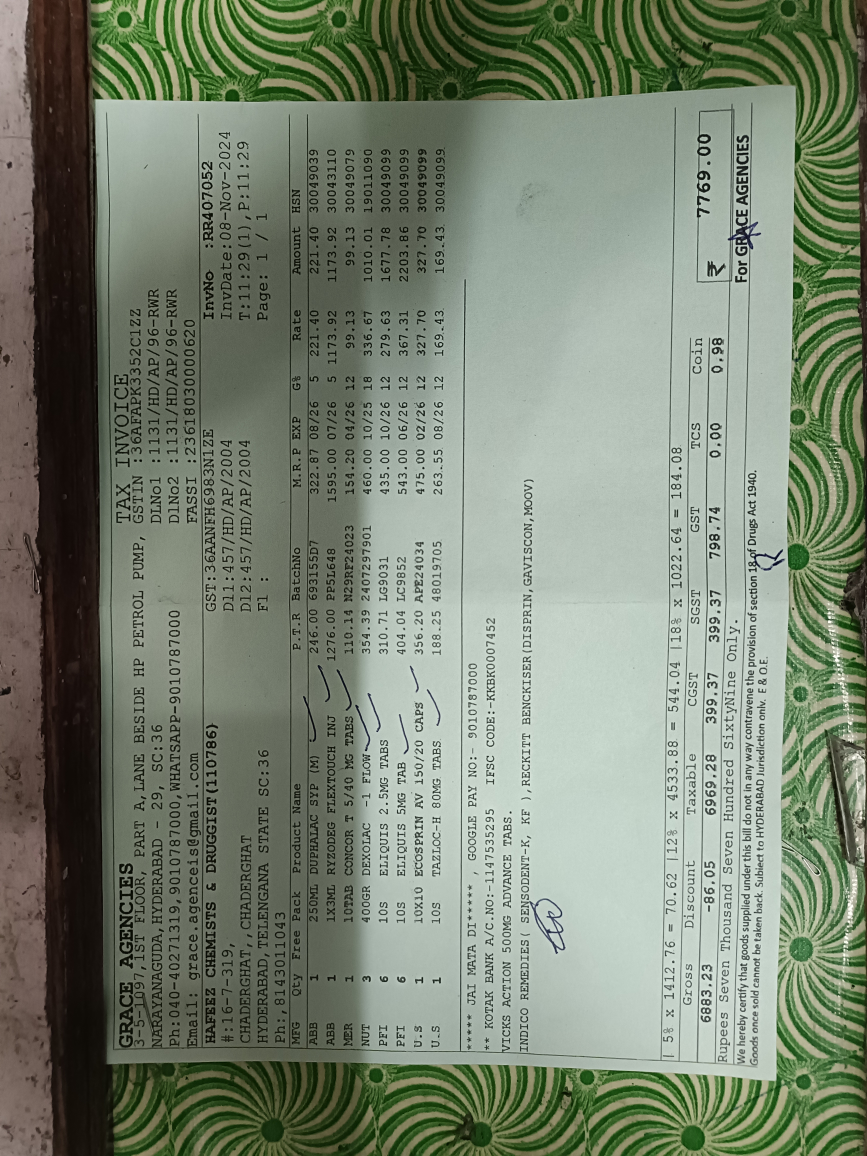 TAX INVOICE
GRACE AGENCIES
3-5-1097,1ST FLOOR, PART A,LANE BESIDE HP PETROL PUMP, GSTIN :36AFAPK3352C1ZZ
NARAYANAGUDA,HYDERABAD - 29, SC:36 DLNo1 :1131/HD/AP/96-RWR
Ph:040-40271319,9010787000,WHATSAPP-9010787000 DlNo2 :1131/HD/AP/96-RWR
Email: grace.agenceis@gmail.com FASSI :23618030000620
HAFEEZ CHEMISTS & DRUGGIST(110786) GST:36AANFH6983N1ZE InvNo :RR407052
#:16-7-319, Dl1:457/HD/AP/2004 InvDate:08-Nov-2024
CHADERGHAT,,CHADERGHAT Dl2:457/HD/AP/2004 T:11:29(1),P:11:29
HYDERABAD,TELENGANA STATE SC:36 Fl : Page: 1 / 1
Ph:,8143011043
MFG Qty Free Pack Product Name P.T.R BatchNo M.R.P EXP G% Rate Amount HSN
ABB 1 250ML DUPHALAC SYP (M) 246.00 693155D7 322.87 08/26 5 221.40 221.40 30049039
ABB 1 1X3ML RYZODEG FLEXTOUCH INJ 1276.00 PP5L648 1595.00 07/26 5 1173.92 1173.92 30043110
MER 1 10TAB CONCOR T 5/40 MG TABS 110.14 N29RF24023 154.20 04/26 12 99.13 99.13 30049079
NUT 3 400GR DEXOLAC -1 FLOW 354.39 2407297901 460.00 10/25 18 336.67 1010.01 19011090
PFI 6 10S ELIQUIS 2.5MG TABS 310.71 LG9031 435.00 10/26 12 279.63 1677.78 30049099
PFI 6 10S ELIQUIS 5MG TAB 404.04 LC9852 543.00 06/26 12 367.31 2203.86 30049099
U.S 1 10X10 ECOSPRIN AV 150/20 CAPS 356.20 APE24034 475.00 02/26 12 327.70 327.70 30049099
U.S 1 10S TAZLOC-H 80MG TABS 188.25 48019705 263.55 08/26 12 169.43 169.43 30049099
***** JAI MATA DI***** , GOOGLE PAY NO:- 9010787000
** KOTAK BANK A/C.NO:-1147535295 IFSC CODE:-KKBK0007452
VICKS ACTION 500MG ADVANCE TABS.
INDICO REMEDIES( SENSODENT-K, KF ),RECKITT BENCKISER(DISPRIN,GAVISCON,MOOV)
| 5% x 1412.76 = 70.62 |12% x 4533.88 = 544.04 |18% x 1022.64 = 184.08
Gross Discount Taxable CGST SGST GST TCS Coin
6883.23 -86.05 6969.28 399.37 399.37 798.74 0.00 0.98 ₹ 7769.00
Rupees Seven Thousand Seven Hundred SixtyNine Only.
We hereby certify that goods supplied under this bill do not in any way contravene the provision of section 18 of Drugs Act 1940. For GRACE AGENCIES
Goods once sold cannot be taken back. Subject to HYDERABAD Jurisdiction only. E & O.E.